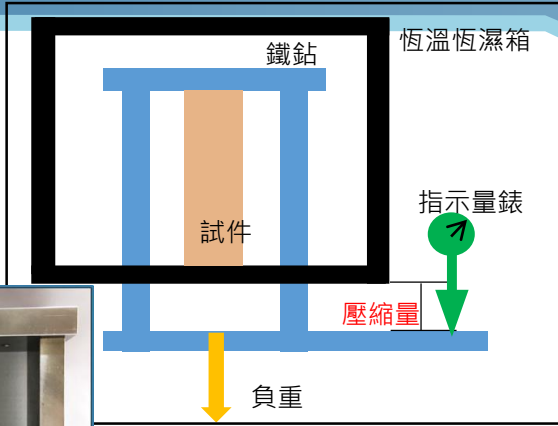 恆溫恆濕箱
鐵鉆
指示量錶
試件
壓縮量
負重